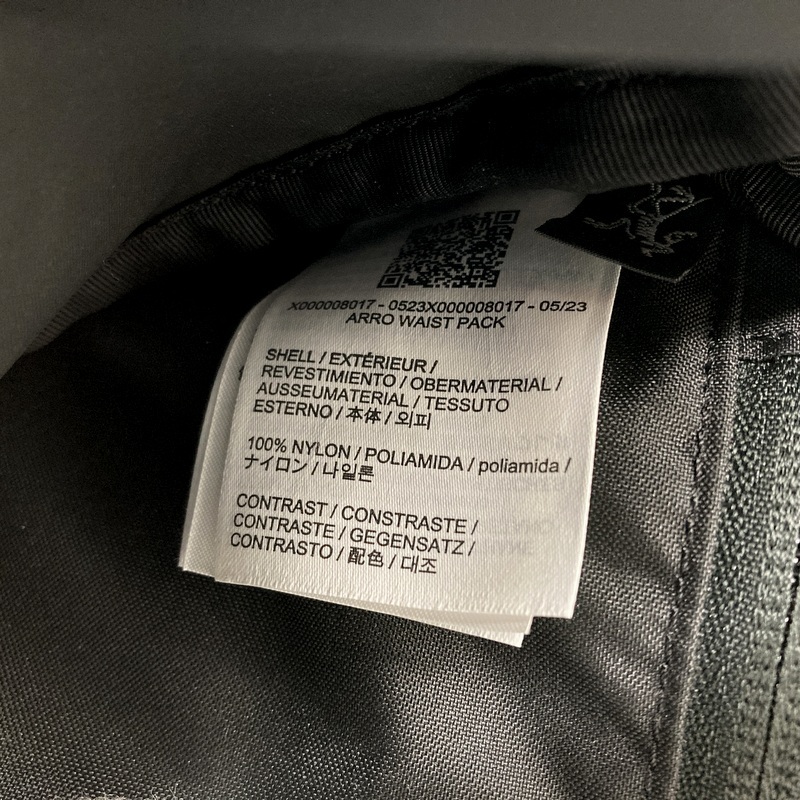 X000008017 - 0523X000008017 - 05/23
ARRO WAIST PACK
SHELL / EXTÉRIEUR /
REVESTIMIENTO / OBERMATERIAL /
AUSSEUMATERIAL / TESSUTO
ESTERNO / 本体 / 외피
100% NYLON / POLIAMIDA / poliamida /
ナイロン / 나일론
CONTRAST / CONSTRASTE /
CONTRASTE / GEGENSATZ /
CONTRASTO / 配色 / 대조